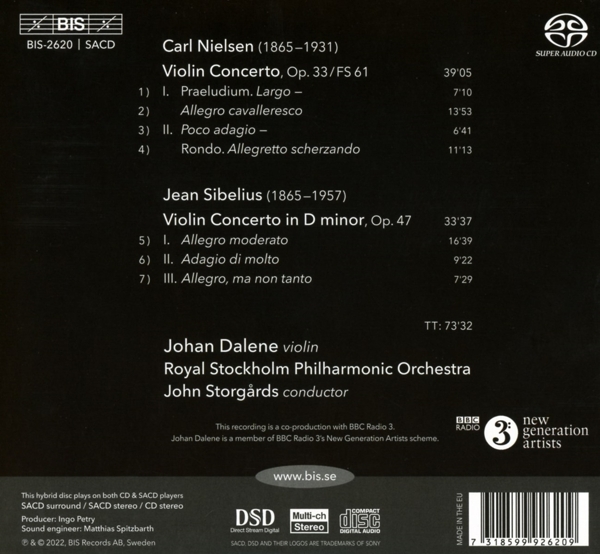 BIS
BIS-2620 | SACD
SUPER AUDIO CD
Carl Nielsen (1865–1931)
Violin Concerto, Op. 33 / FS 61 39'05
1) I. Praeludium. Largo – 7'10
2) Allegro cavalleresco 13'53
3) II. Poco adagio – 6'41
4) Rondo. Allegretto scherzando 11'13
Jean Sibelius (1865–1957)
Violin Concerto in D minor, Op. 47 33'37
5) I. Allegro moderato 16'39
6) II. Adagio di molto 9'22
7) III. Allegro, ma non tanto 7'29
TT: 73'32
Johan Dalene violin
Royal Stockholm Philharmonic Orchestra
John Storgårds conductor
This recording is a co-production with BBC Radio 3.
Johan Dalene is a member of BBC Radio 3's New Generation Artists scheme.
BBC
RADIO
3
new
generation
artists
www.bis.se
This hybrid disc plays on both CD & SACD players
SACD surround / SACD stereo / CD stereo
Producer: Ingo Petry
Sound engineer: Matthias Spitzbarth
℗ & © 2022, BIS Records AB, Sweden
DSD
Direct Stream Digital
Multi-ch
Stereo
COMPACT
disc
DIGITAL AUDIO
SACD, DSD AND THEIR LOGOS ARE TRADEMARKS OF SONY
MADE IN THE EU
7 318599 926209